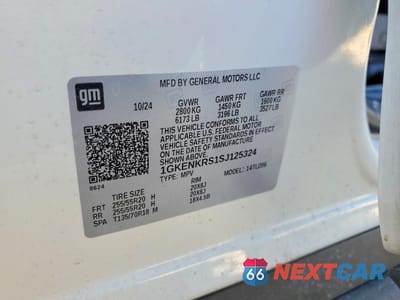 MFD BY GENERAL MOTORS LLC
gm
10/24
GVWR GAWR FRT GAWR RR
2800 KG 1450 KG 1600 KG
6173 LB 3196 LB 3527 LB
THIS VEHICLE CONFORMS TO ALL
APPLICABLE U.S. FEDERAL MOTOR
VEHICLE SAFETY STANDARDS IN EFFECT
ON THE DATE OF MANUFACTURE
SHOWN ABOVE.
1GKENKRS1SJ125324
TYPE: MPV MODEL:
8624
TIRE SIZE RIM
FRT 255/55R20 H 20X8J
RR 255/55R20 H 20X8J
SPA T135/70R18 M 18X4.5B
66 NEXTCAR